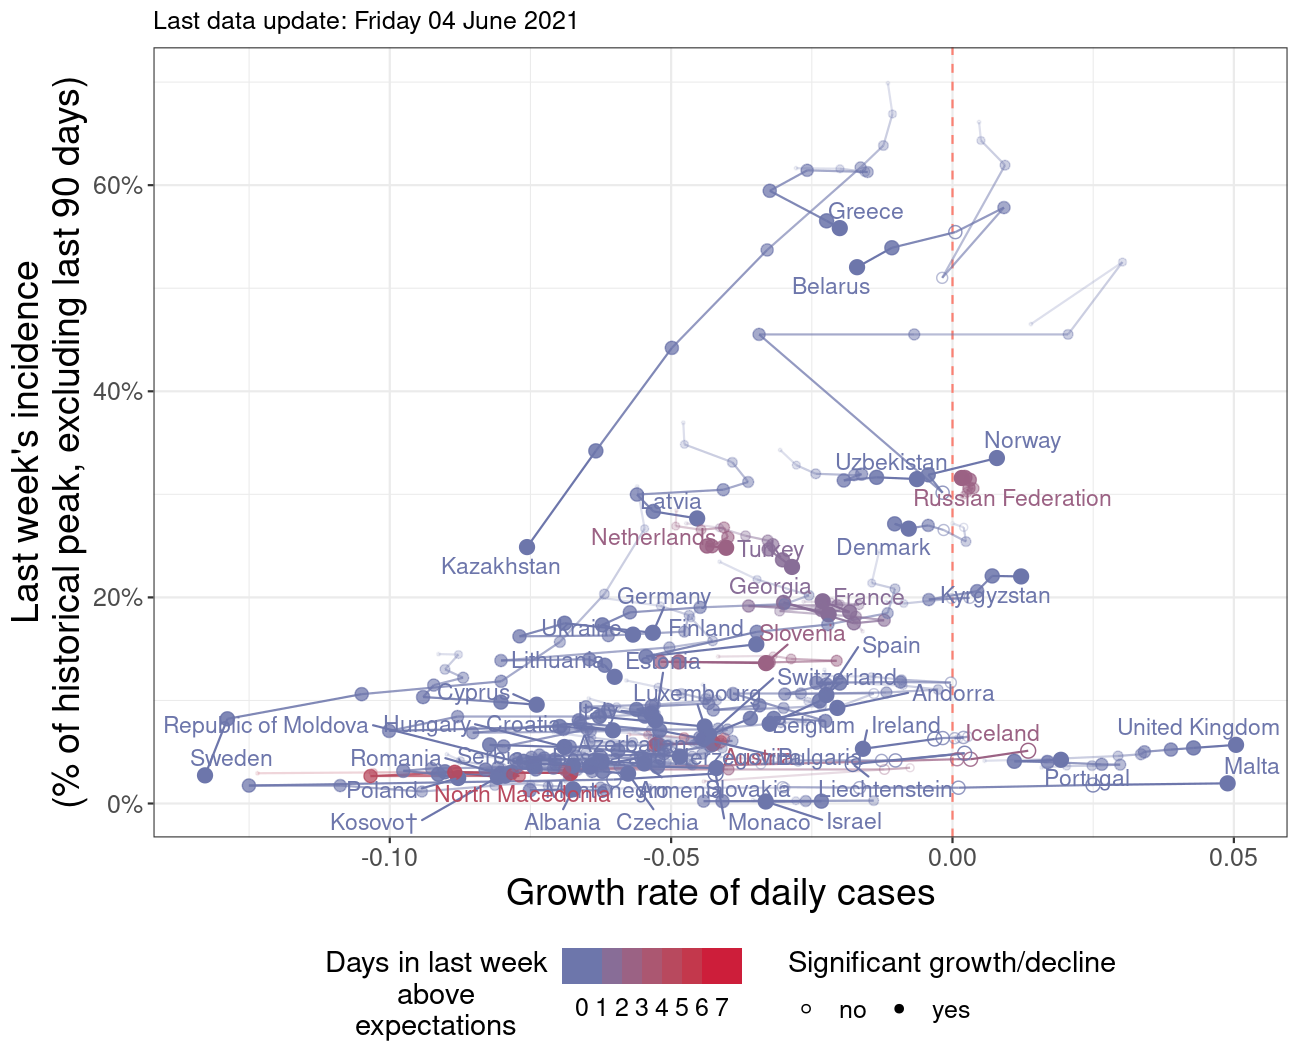 Last data update: Friday 04 June 2021
Last week's incidence
(% of historical peak, excluding last 90 days)
60%
40%
20%
0%
Greece
Belarus
Norway
Uzbekistan
Russian Federation
Latvia
Netherlands
Turkey
Denmark
Kazakhstan
Georgia
France
Kyrgyzstan
Germany
Ukraine
Finland
Slovenia
Spain
Lithuania
Estonia
Switzerland
Cyprus
Luxembourg
Andorra
Republic of Moldova
Hungary
Croatia
Italy
Belgium
Ireland
Iceland
United Kingdom
Sweden
Romania
Austria
Bulgaria
Malta
Portugal
Poland
North Macedonia
Montenegro
Armenia
Slovakia
Liechtenstein
Kosovo†
Albania
Czechia
Monaco
Israel
-0.10
-0.05
0.00
0.05
Growth rate of daily cases
Days in last week
above
expectations
0 1 2 3 4 5 6 7
Significant growth/decline
no
yes